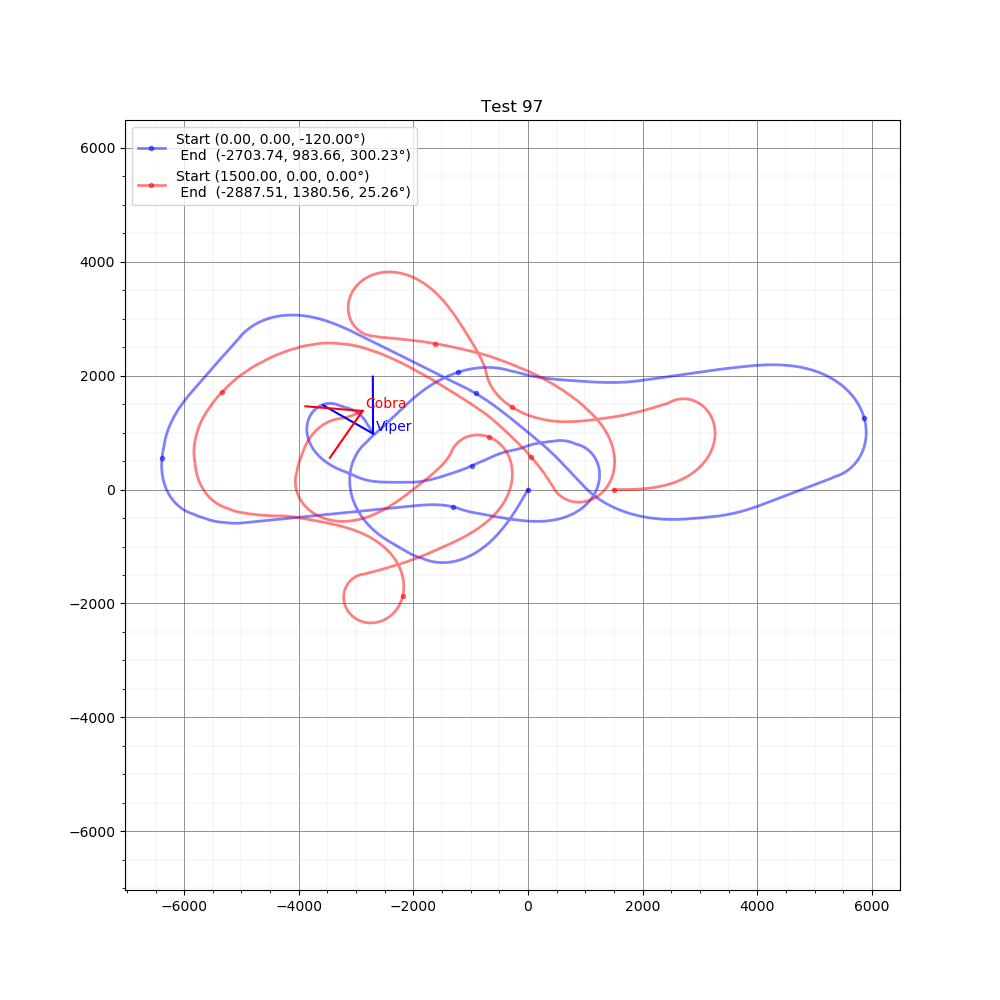 Test 97
Start (0.00, 0.00, -120.00°)
End  (-2703.74, 983.66, 300.23°)
Start (1500.00, 0.00, 0.00°)
End  (-2887.51, 1380.56, 25.26°)
6000
4000
2000
0
−2000
−4000
−6000
Cobra
Viper
−6000 −4000 −2000 0 2000 4000 6000